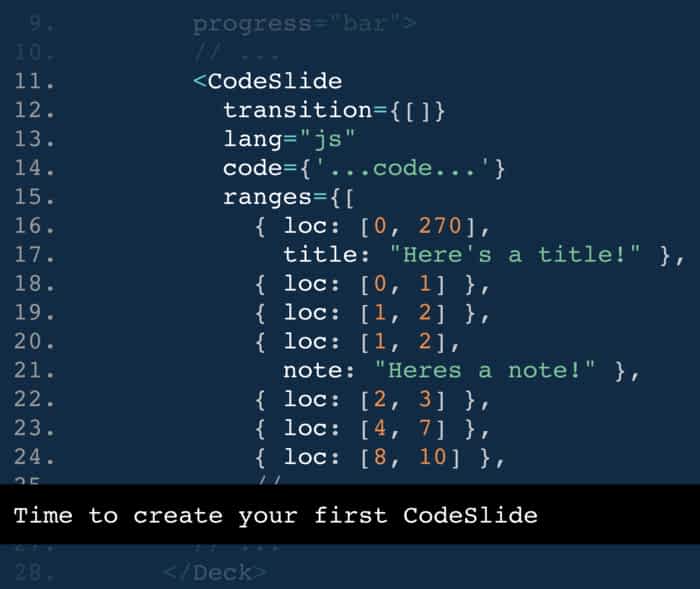 9. progress="bar">
10. // ...
11. <CodeSlide
12. transition={[]}
13. lang="js"
14. code={'...code...'}
15. ranges={[
16. { loc: [0, 270],
17. title: "Here's a title!" },
18. { loc: [0, 1] },
19. { loc: [1, 2] },
20. { loc: [1, 2],
21. note: "Heres a note!" },
22. { loc: [2, 3] },
23. { loc: [4, 7] },
24. { loc: [8, 10] },
25. //
Time to create your first CodeSlide
27. // ...
28. </Deck>